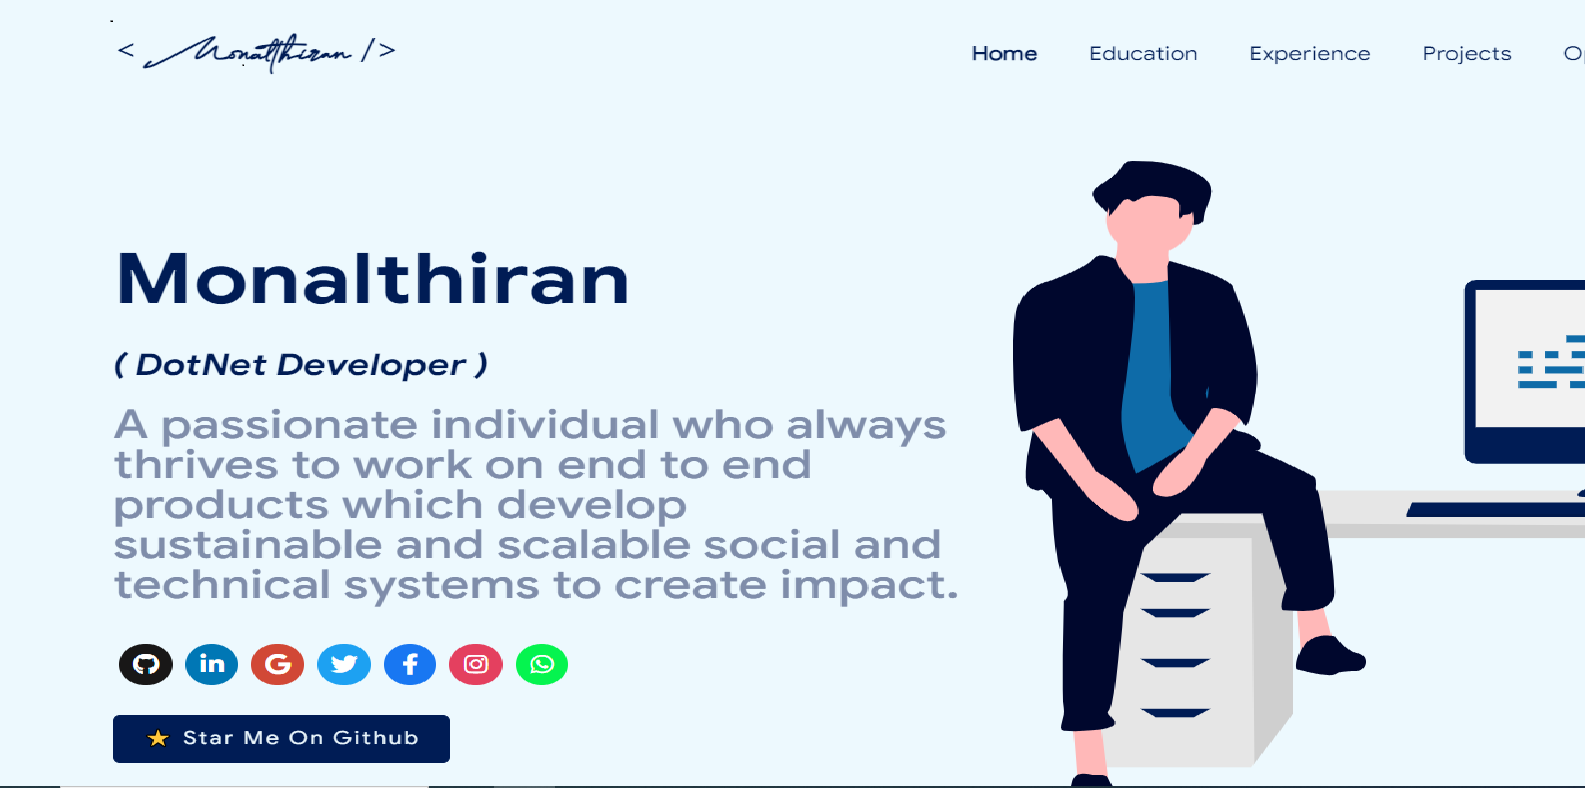 < Monalthiran />
Home Education Experience Projects
Monalthiran
( DotNet Developer )
A passionate individual who always
thrives to work on end to end
products which develop
sustainable and scalable social and
technical systems to create impact.
Star Me On Github